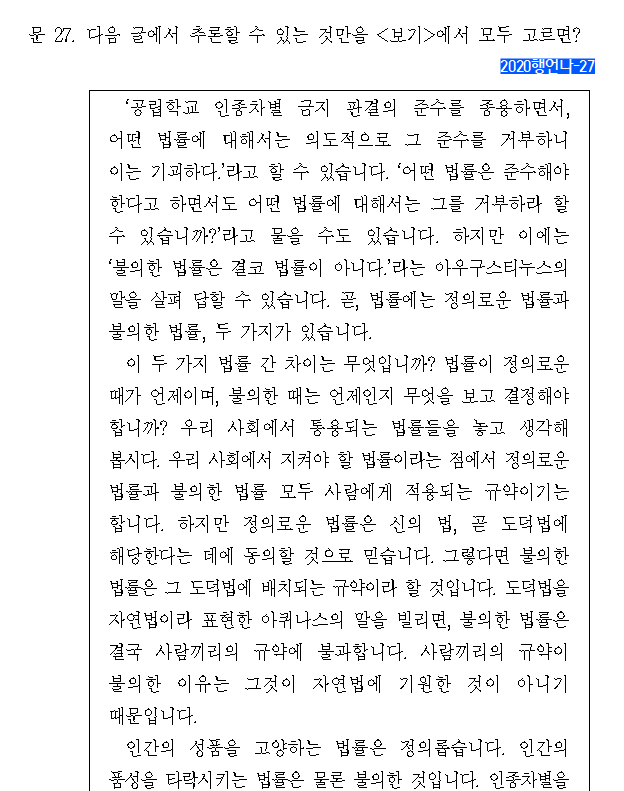 문 27. 다음 글에서 추론할 수 있는 것만을 <보기>에서 모두 고르면?
2020행언나-27
‘공립학교 인종차별 금지 판결의 준수를 종용하면서,
어떤 법률에 대해서는 의도적으로 그 준수를 거부하니
이는 기괴하다.’라고 할 수 있습니다. ‘어떤 법률은 준수해야
한다고 하면서도 어떤 법률에 대해서는 그를 거부하라 할
수 있습니까?’라고 물을 수도 있습니다. 하지만 이에는
‘불의한 법률은 결코 법률이 아니다.’라는 아우구스티누스의
말을 살펴 답할 수 있습니다. 곧, 법률에는 정의로운 법률과
불의한 법률, 두 가지가 있습니다.
이 두 가지 법률 간 차이는 무엇입니까? 법률이 정의로운
때가 언제이며, 불의한 때는 언제인지 무엇을 보고 결정해야
합니까? 우리 사회에서 통용되는 법률들을 놓고 생각해
봅시다. 우리 사회에서 지켜야 할 법률이라는 점에서 정의로운
법률과 불의한 법률 모두 사람에게 적용되는 규약이기는
합니다. 하지만 정의로운 법률은 신의 법, 곧 도덕법에
해당한다는 데에 동의할 것으로 믿습니다. 그렇다면 불의한
법률은 그 도덕법에 배치되는 규약이라 할 것입니다. 도덕법을
자연법이라 표현한 아퀴나스의 말을 빌리면, 불의한 법률은
결국 사람끼리의 규약에 불과합니다. 사람끼리의 규약이
불의한 이유는 그것이 자연법에 기원한 것이 아니기
때문입니다.
인간의 성품을 고양하는 법률은 정의롭습니다. 인간의
품성을 타락시키는 법률은 물론 불의한 것입니다. 인종차별을